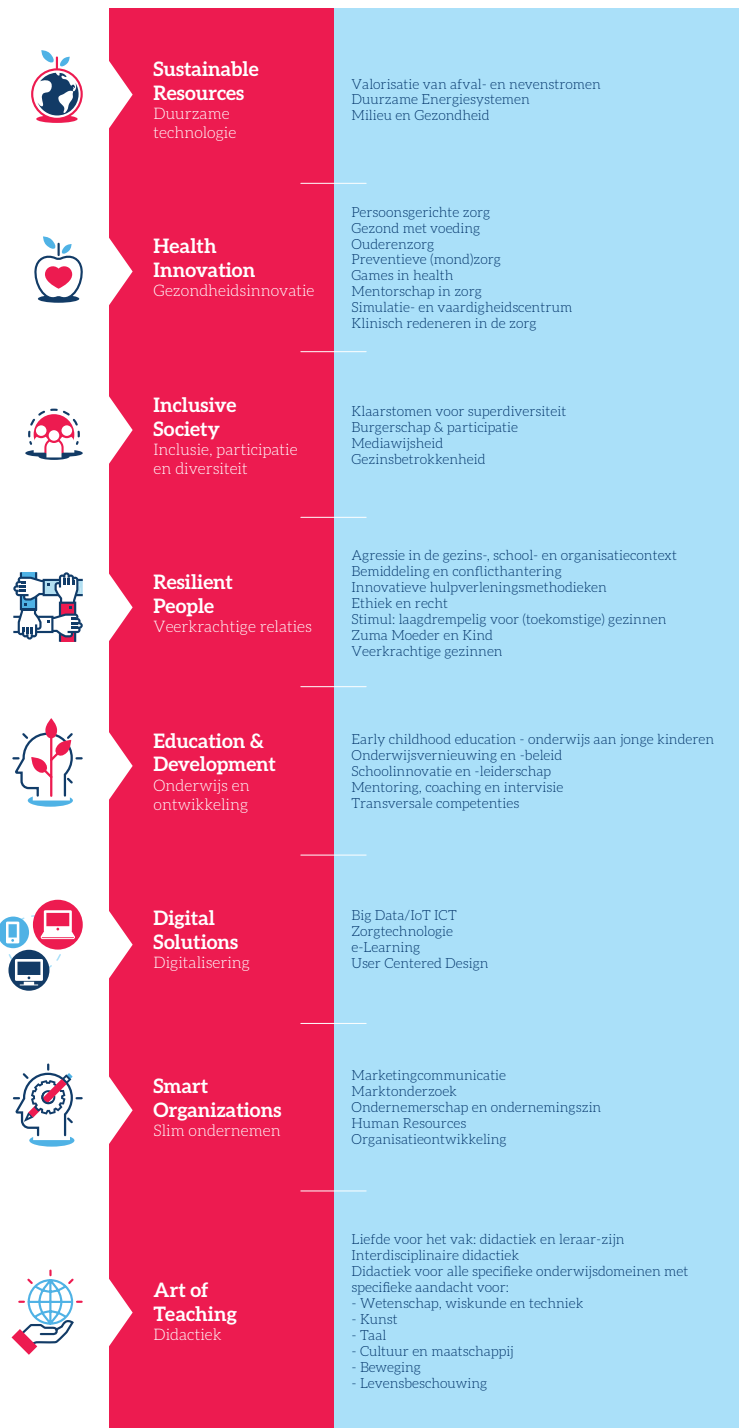 Sustainable
Resources
Duurzame
technologie
Valorisatie van afval- en nevenstromen
Duurzame Energiesystemen
Milieu en Gezondheid
Health
Innovation
Gezondheidsinnovatie
Persoonsgerichte zorg
Gezond met voeding
Ouderenzorg
Preventieve (mond)zorg
Games in health
Mentorschap in zorg
Simulatie- en vaardigheidscentrum
Klinisch redeneren in de zorg
Inclusive
Society
Inclusie, participatie
en diversiteit
Klaarstomen voor superdiversiteit
Burgerschap & participatie
Mediawijsheid
Gezinsbetrokkenheid
Resilient
People
Veerkrachtige relaties
Agressie in de gezins-, school- en organisatiecontext
Bemiddeling en conflicthantering
Innovatieve hulpverleningsmethodieken
Ethiek en recht
Stimul: laagdrempelig voor (toekomstige) gezinnen
Zuma Moeder en Kind
Veerkrachtige gezinnen
Education &
Development
Onderwijs en
ontwikkeling
Early childhood education - onderwijs aan jonge kinderen
Onderwijsvernieuwing en -beleid
Schoolinnovatie en -leiderschap
Mentoring, coaching en intervisie
Transversale competenties
Digital
Solutions
Digitalisering
Big Data/IoT ICT
Zorgtechnologie
e-Learning
User Centered Design
Smart
Organizations
Slim ondernemen
Marketingcommunicatie
Marktonderzoek
Ondernemerschap en ondernemingszin
Human Resources
Organisatieontwikkeling
Art of
Teaching
Didactiek
Liefde voor het vak: didactiek en leraar-zijn
Interdisciplinaire didactiek
Didactiek voor alle specifieke onderwijsdomeinen met
specifieke aandacht voor:
- Wetenschap, wiskunde en techniek
- Kunst
- Taal
- Cultuur en maatschappij
- Beweging
- Levensbeschouwing